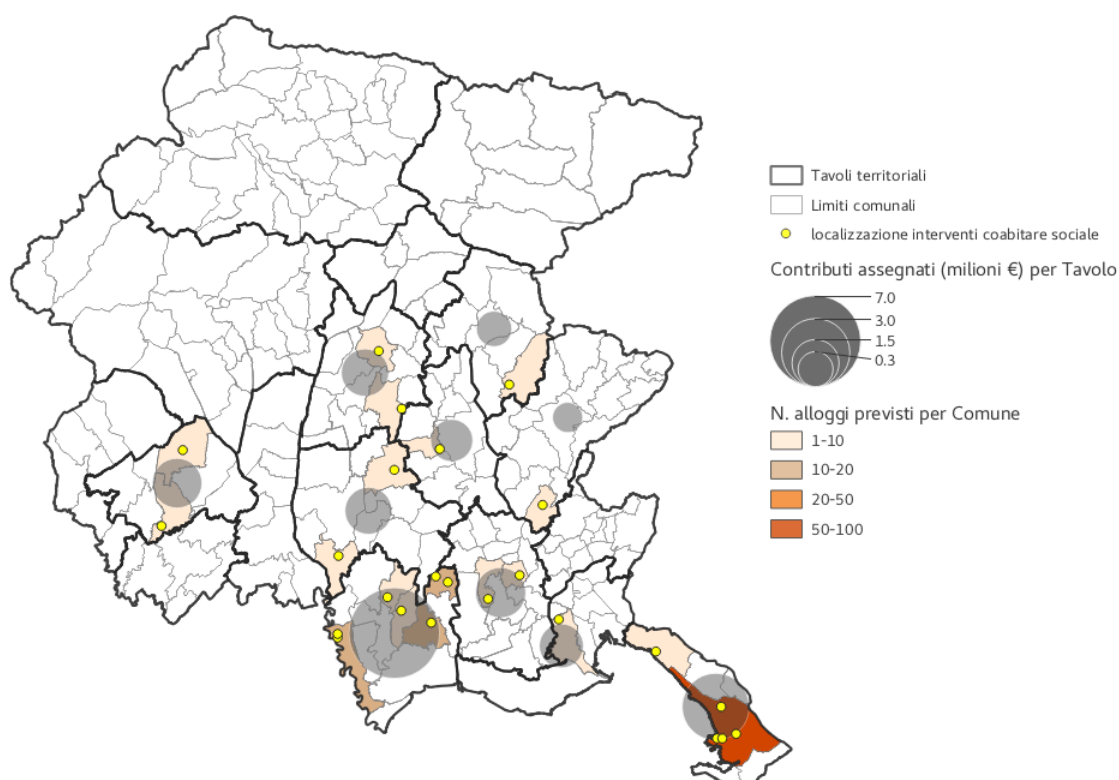 Tavoli territoriali
Limiti comunali
localizzazione interventi coabitare sociale
Contributi assegnati (milioni €) per Tavolo
7.0
3.0
1.5
0.3
N. alloggi previsti per Comune
1-10
10-20
20-50
50-100